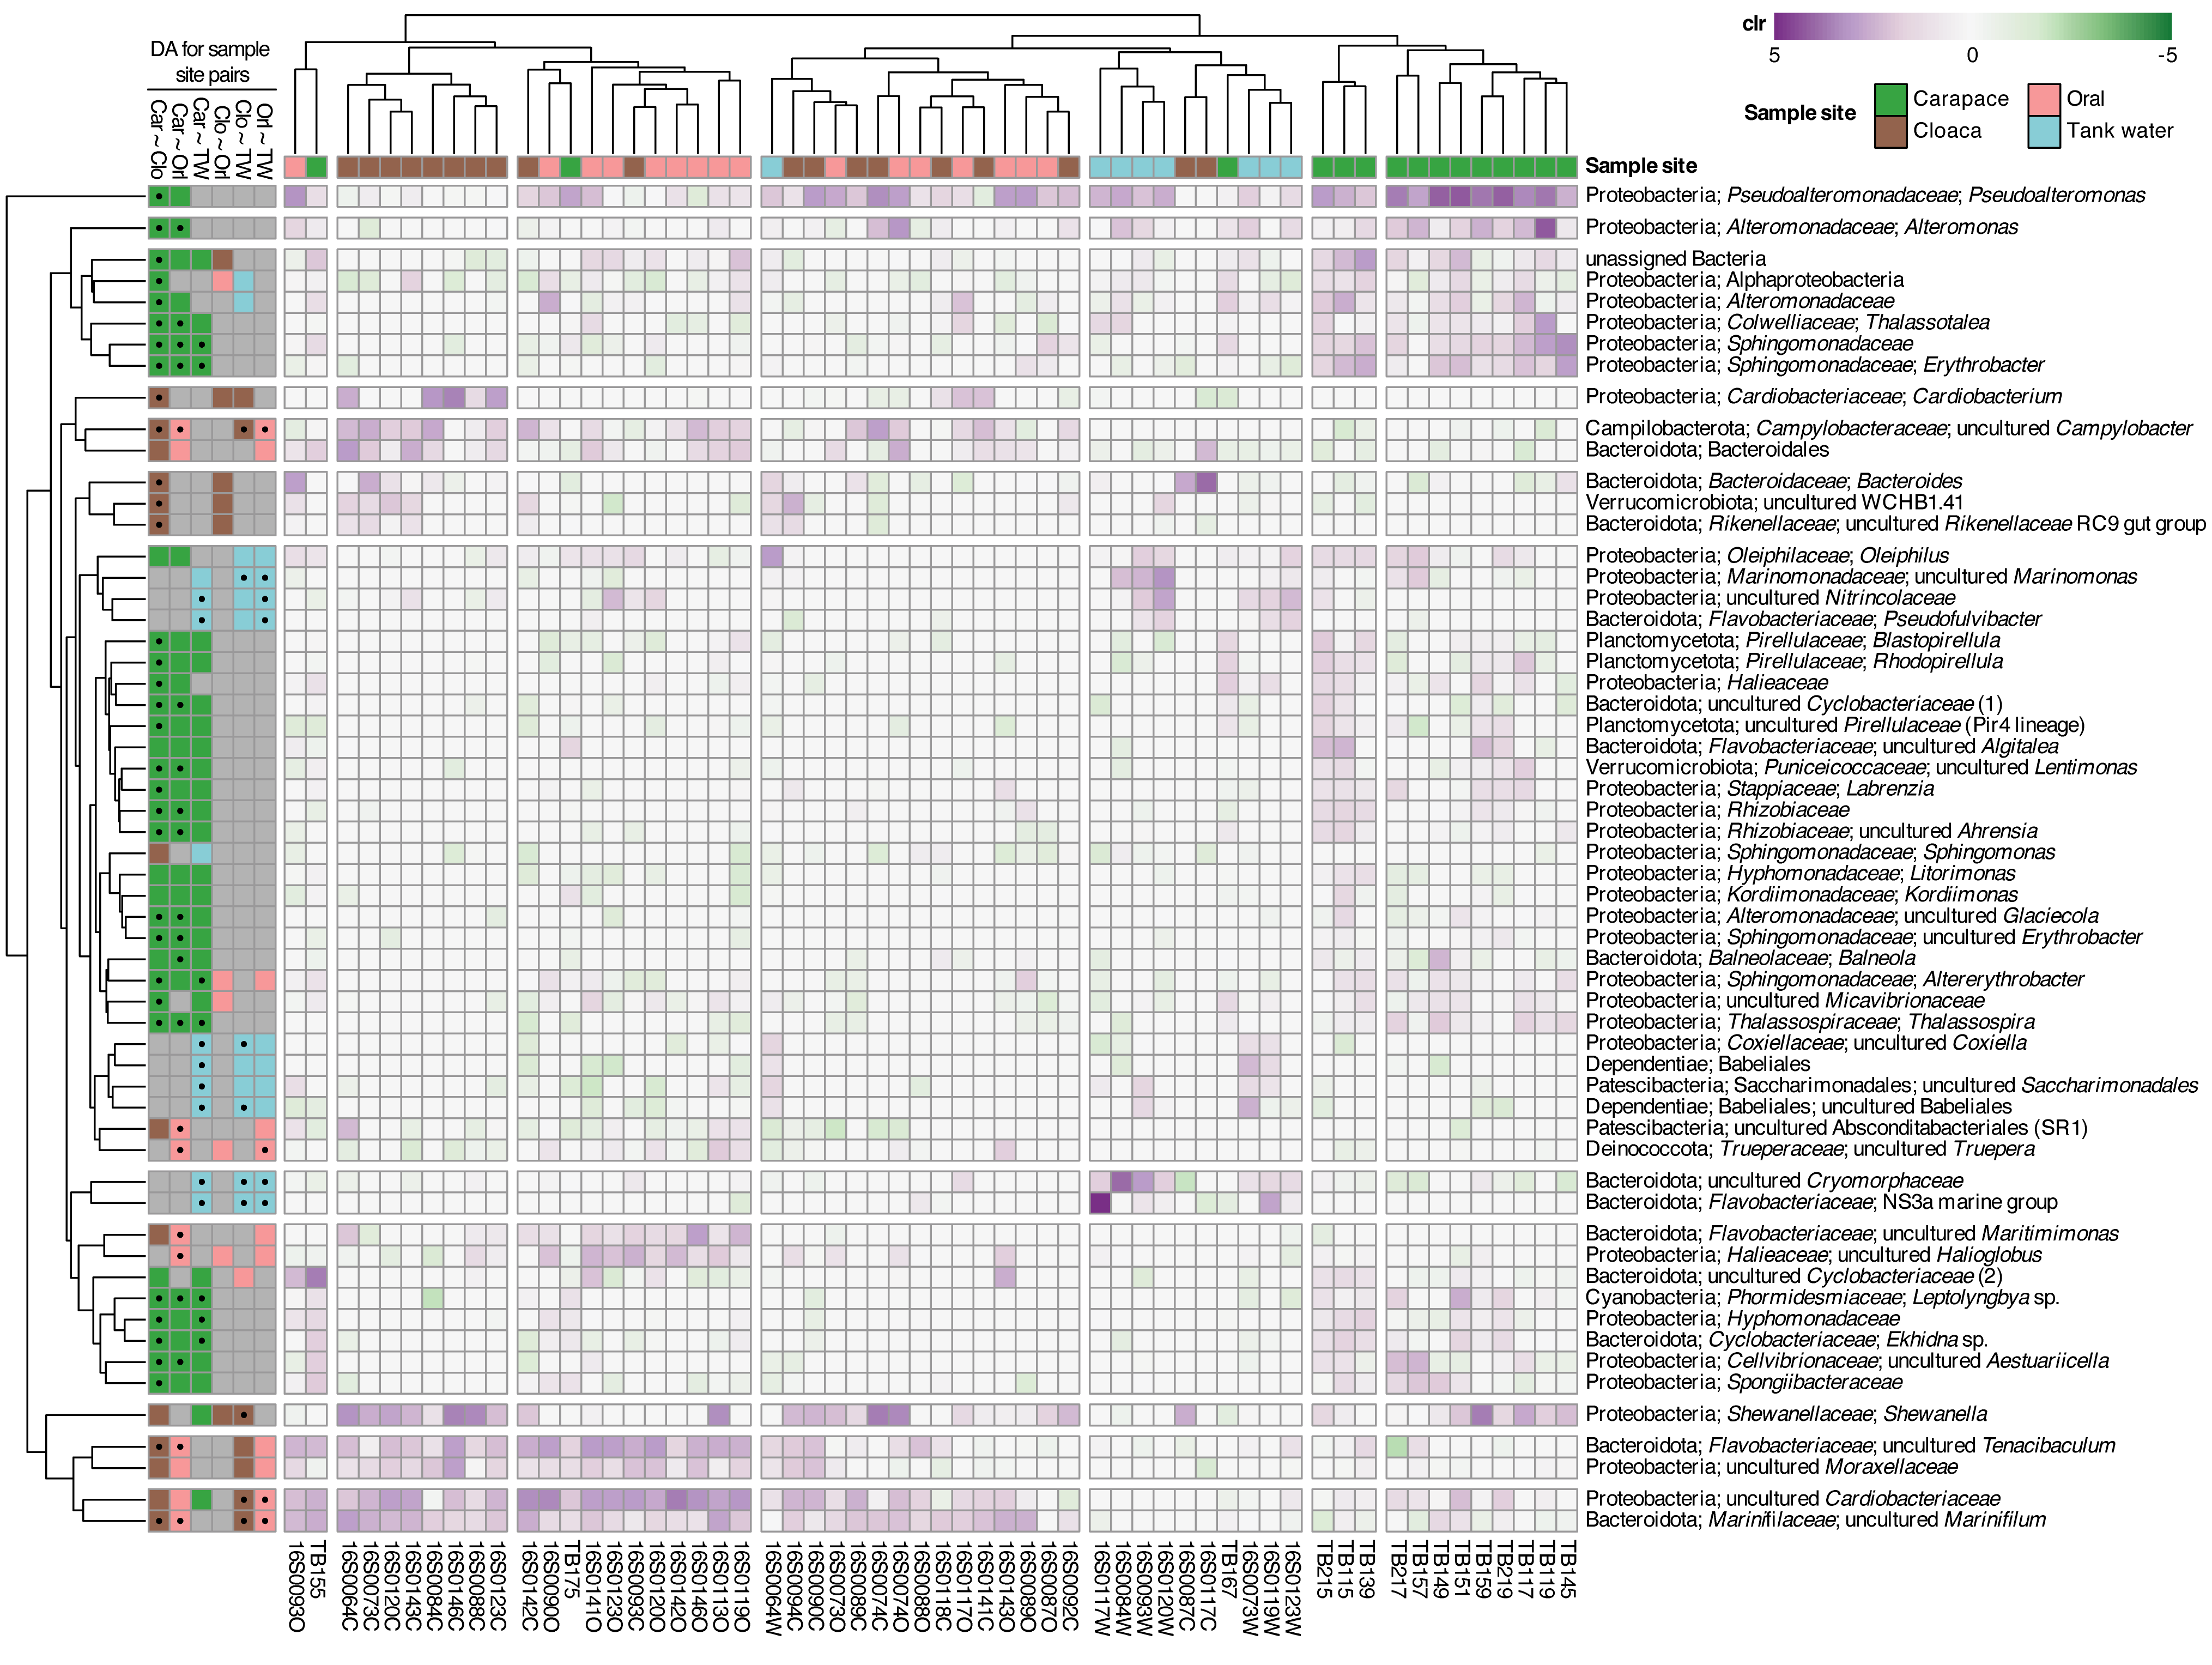 DA for sample
site pairs
Car ~ Clo
Car ~ Orl
Car ~ TW
Clo ~ Orl
Clo ~ TW
Orl ~ TW
clr
5
0
-5
Sample site
Carapace
Cloaca
Oral
Tank water
Sample site
Proteobacteria; Pseudoalteromonadaceae; Pseudoalteromonas
Proteobacteria; Alteromonadaceae; Alteromonas
unassigned Bacteria
Proteobacteria; Alphaproteobacteria
Proteobacteria; Alteromonadaceae
Proteobacteria; Colwelliaceae; Thalassotalea
Proteobacteria; Sphingomonadaceae
Proteobacteria; Sphingomonadaceae; Erythrobacter
Proteobacteria; Cardiobacteriaceae; Cardiobacterium
Campilobacterota; Campylobacteraceae; uncultured Campylobacter
Bacteroidota; Bacteroidales
Bacteroidota; Bacteroidaceae; Bacteroides
Verrucomicrobiota; uncultured WCHB1.41
Bacteroidota; Rikenellaceae; uncultured Rikenellaceae RC9 gut group
Proteobacteria; Oleiphilaceae; Oleiphilus
Proteobacteria; Marinomonadaceae; uncultured Marinomonas
Proteobacteria; uncultured Nitrincolaceae
Bacteroidota; Flavobacteriaceae; Pseudofulvibacter
Planctomycetota; Pirellulaceae; Blastopirellula
Planctomycetota; Pirellulaceae; Rhodopirellula
Proteobacteria; Halieaceae
Bacteroidota; uncultured Cyclobacteriaceae (1)
Planctomycetota; uncultured Pirellulaceae (Pir4 lineage)
Bacteroidota; Flavobacteriaceae; uncultured Algitalea
Verrucomicrobiota; Puniceicoccaceae; uncultured Lentimonas
Proteobacteria; Stappiaceae; Labrenzia
Proteobacteria; Rhizobiaceae
Proteobacteria; Rhizobiaceae; uncultured Ahrensia
Proteobacteria; Sphingomonadaceae; Sphingomonas
Proteobacteria; Hyphomonadaceae; Litorimonas
Proteobacteria; Kordiimonadaceae; Kordiimonas
Proteobacteria; Alteromonadaceae; uncultured Glaciecola
Proteobacteria; Sphingomonadaceae; uncultured Erythrobacter
Bacteroidota; Balneolaceae; Balneola
Proteobacteria; Sphingomonadaceae; Altererythrobacter
Proteobacteria; uncultured Micavibrionaceae
Proteobacteria; Thalassospiraceae; Thalassospira
Proteobacteria; Coxiellaceae; uncultured Coxiella
Dependentiae; Babeliales
Patescibacteria; Saccharimonadales; uncultured Saccharimonadales
Dependentiae; Babeliales; uncultured Babeliales
Patescibacteria; uncultured Absconditabacteriales (SR1)
Deinococcota; Trueperaceae; uncultured Truepera
Bacteroidota; uncultured Cryomorphaceae
Bacteroidota; Flavobacteriaceae; NS3a marine group
Bacteroidota; Flavobacteriaceae; uncultured Maritimimonas
Proteobacteria; Halieaceae; uncultured Halioglobus
Bacteroidota; uncultured Cyclobacteriaceae (2)
Cyanobacteria; Phormidesmiaceae; Leptolyngbya sp.
Proteobacteria; Hyphomonadaceae
Bacteroidota; Cyclobacteriaceae; Ekhidna sp.
Proteobacteria; Cellvibrionaceae; uncultured Aestuariicella
Proteobacteria; Spongiibacteraceae
Proteobacteria; Shewanellaceae; Shewanella
Bacteroidota; Flavobacteriaceae; uncultured Tenacibaculum
Proteobacteria; uncultured Moraxellaceae
Proteobacteria; uncultured Cardiobacteriaceae
Bacteroidota; Marinifilaceae; uncultured Marinifilum
16S0093O
TB155
16S0064C
16S0073C
16S0120C
16S0143C
16S0084C
16S0146C
16S0088C
16S0123C
16S0142C
16S0090O
TB175
16S0141O
16S0123O
16S0093C
16S0120O
16S0142O
16S0146O
16S0113O
16S0119O
16S0064W
16S0094C
16S0090C
16S0073O
16S0089C
16S0074C
16S0074O
16S0088O
16S0118C
16S0117O
16S0141C
16S0143O
16S0089O
16S0087O
16S0092C
16S0117W
16S0084W
16S0093W
16S0120W
16S0087C
16S0117C
TB167
16S0073W
16S0119W
16S0123W
TB215
TB115
TB139
TB217
TB157
TB149
TB151
TB159
TB219
TB117
TB119
TB145